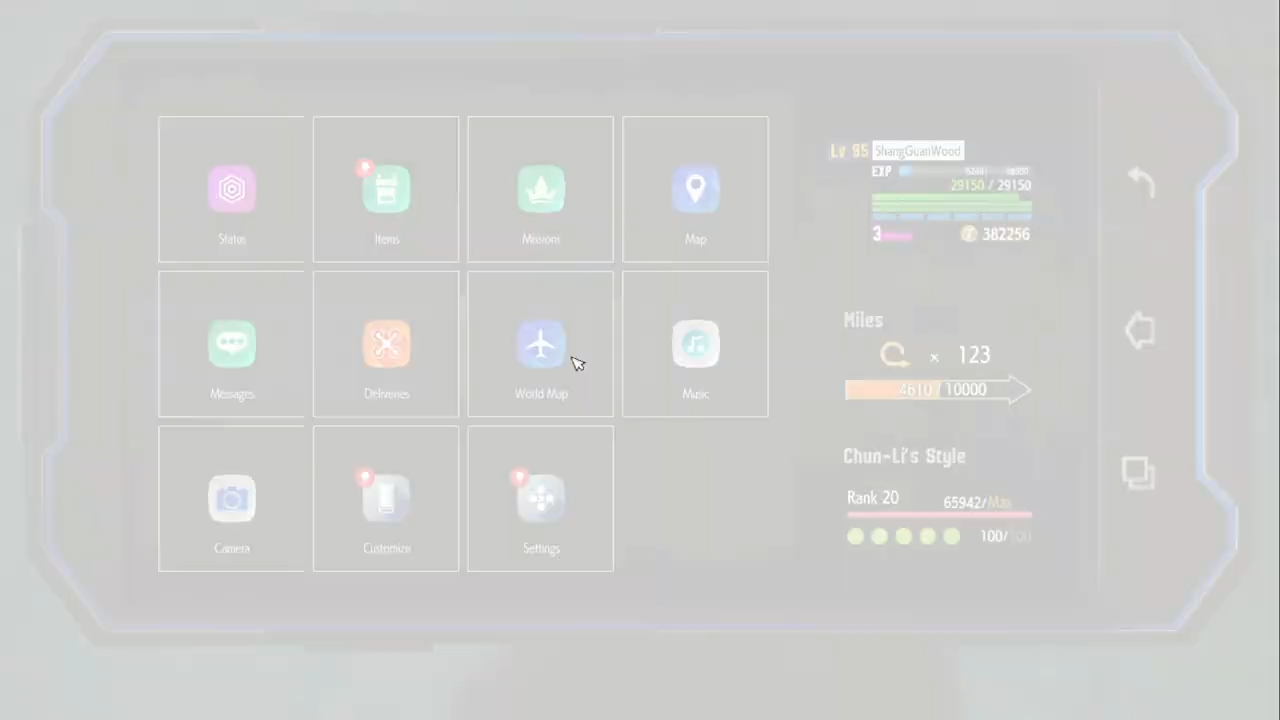 Status
Items
Missions
Map
Messages
Deliveries
World Map
Music
Camera
Customize
Settings
Lv 95 ShangGuanWood
EXP
29150 / 29150
3 Z 382256
Miles
× 123
4610 / 10000
Chun-Li's Style
Rank 20 65942/Max
100/100